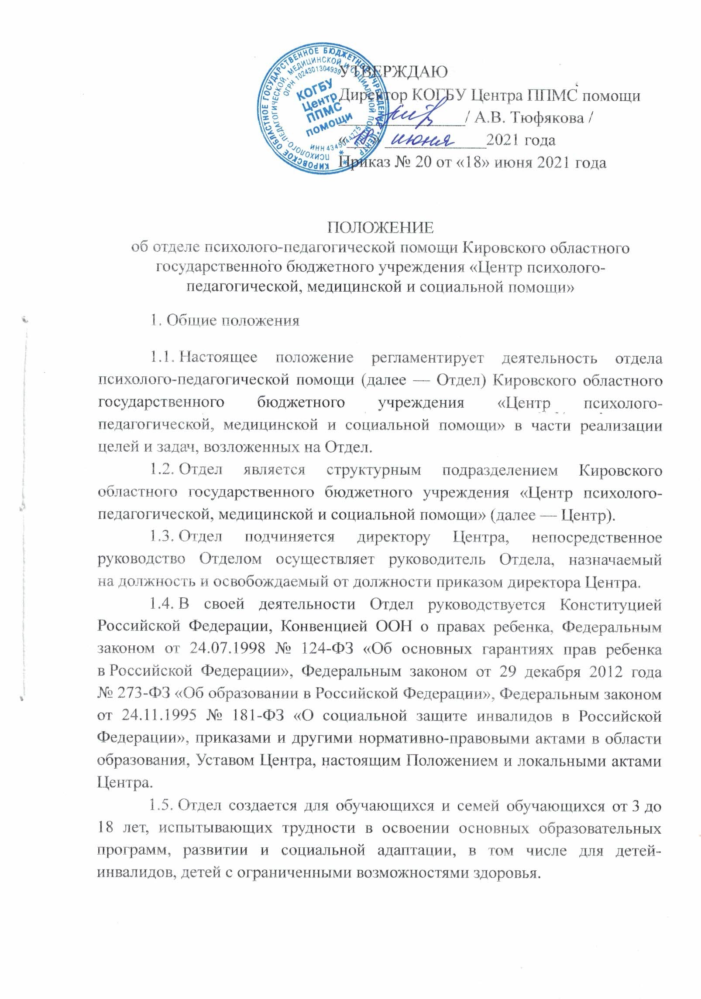 КИРОВСКОЕ ОБЛАСТНОЕ ГОСУДАРСТВЕННОЕ БЮДЖЕТНОЕ УЧРЕЖДЕНИЕ "ЦЕНТР
ПСИХОЛОГО-ПЕДАГОГИЧЕСКОЙ, МЕДИЦИНСКОЙ И СОЦИАЛЬНОЙ ПОМОЩИ"
ОГРН 1024301304939
КОГБУ
Центр
ППМС
помощи
ИНН 4345044775
УТВЕРЖДАЮ
Директор КОГБУ Центра ППМС помощи
/ А.В. Тюфякова /
«18» июня 2021 года
Приказ № 20 от «18» июня 2021 года
ПОЛОЖЕНИЕ
об отделе психолого-педагогической помощи Кировского областного
государственного бюджетного учреждения «Центр психолого-
педагогической, медицинской и социальной помощи»
1. Общие положения
1.1. Настоящее положение регламентирует деятельность отдела
психолого-педагогической помощи (далее — Отдел) Кировского областного
государственного бюджетного учреждения «Центр психолого-
педагогической, медицинской и социальной помощи» в части реализации
целей и задач, возложенных на Отдел.
1.2. Отдел является структурным подразделением Кировского
областного государственного бюджетного учреждения «Центр психолого-
педагогической, медицинской и социальной помощи» (далее — Центр).
1.3. Отдел подчиняется директору Центра, непосредственное
руководство Отделом осуществляет руководитель Отдела, назначаемый
на должность и освобождаемый от должности приказом директора Центра.
1.4. В своей деятельности Отдел руководствуется Конституцией
Российской Федерации, Конвенцией ООН о правах ребенка, Федеральным
законом от 24.07.1998 № 124-ФЗ «Об основных гарантиях прав ребенка
в Российской Федерации», Федеральным законом от 29 декабря 2012 года
№ 273-ФЗ «Об образовании в Российской Федерации», Федеральным законом
от 24.11.1995 № 181-ФЗ «О социальной защите инвалидов в Российской
Федерации», приказами и другими нормативно-правовыми актами в области
образования, Уставом Центра, настоящим Положением и локальными актами
Центра.
1.5. Отдел создается для обучающихся и семей обучающихся от 3 до
18 лет, испытывающих трудности в освоении основных образовательных
программ, развитии и социальной адаптации, в том числе для детей-
инвалидов, детей с ограниченными возможностями здоровья.